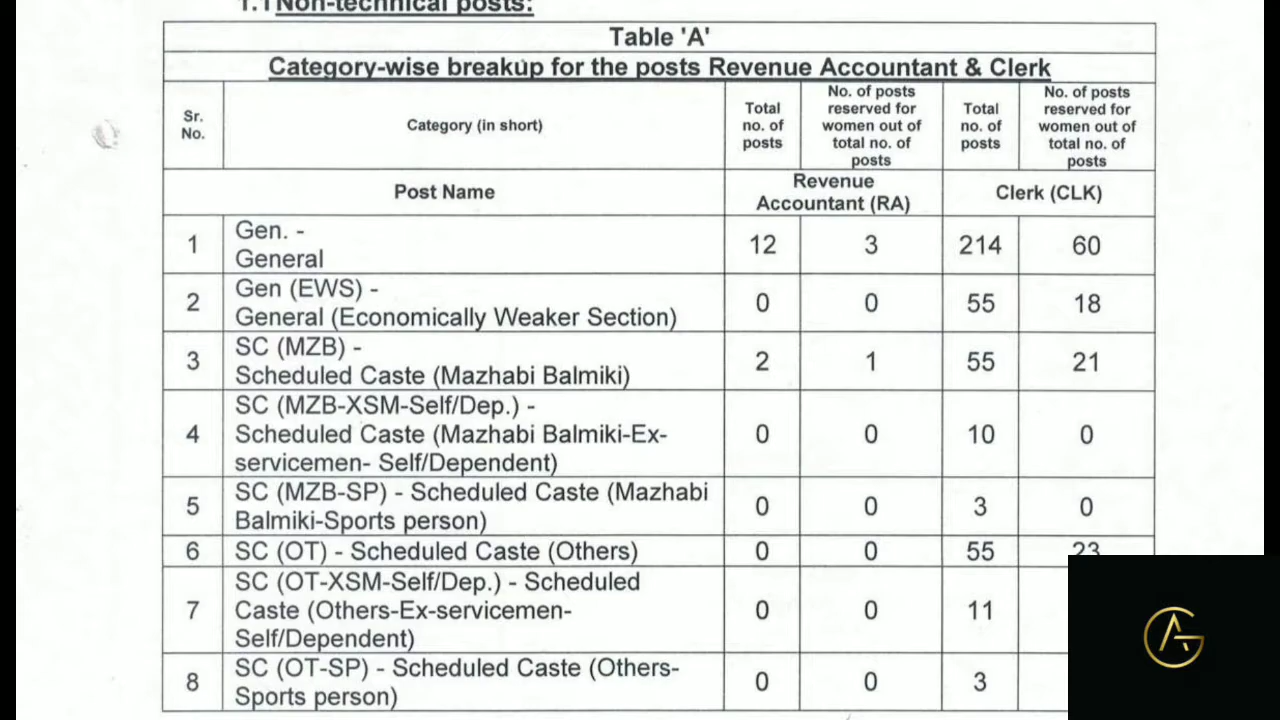 1.1 Non-technical posts:
Table 'A'
Category-wise breakup for the posts Revenue Accountant & Clerk
Sr. No.
Category (in short)
Total no. of posts
No. of posts reserved for women out of total no. of posts
Total no. of posts
No. of posts reserved for women out of total no. of posts
Post Name
Revenue Accountant (RA)
Clerk (CLK)
1
Gen. -
General
12 3 214 60
2
Gen (EWS) -
General (Economically Weaker Section)
0 0 55 18
3
SC (MZB) -
Scheduled Caste (Mazhabi Balmiki)
2 1 55 21
4
SC (MZB-XSM-Self/Dep.) -
Scheduled Caste (Mazhabi Balmiki-Ex-
servicemen- Self/Dependent)
0 0 10 0
5
SC (MZB-SP) - Scheduled Caste (Mazhabi
Balmiki-Sports person)
0 0 3 0
6 SC (OT) - Scheduled Caste (Others) 0 0 55 23
7
SC (OT-XSM-Self/Dep.) - Scheduled
Caste (Others-Ex-servicemen-
Self/Dependent)
0 0 11
8
SC (OT-SP) - Scheduled Caste (Others-
Sports person)
0 0 3